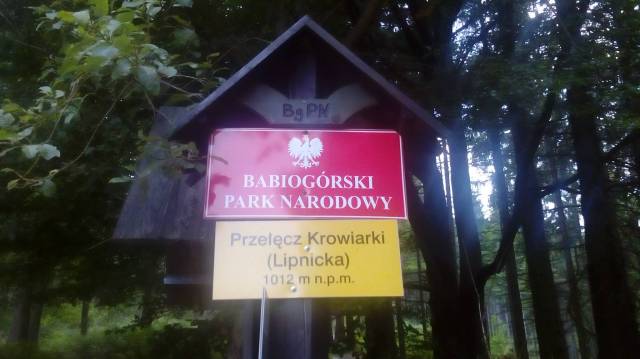 BgPN
BABIOGÓRSKI
PARK NARODOWY
Przełęcz Krowiarki
(Lipnicka)
1012 m n.p.m.